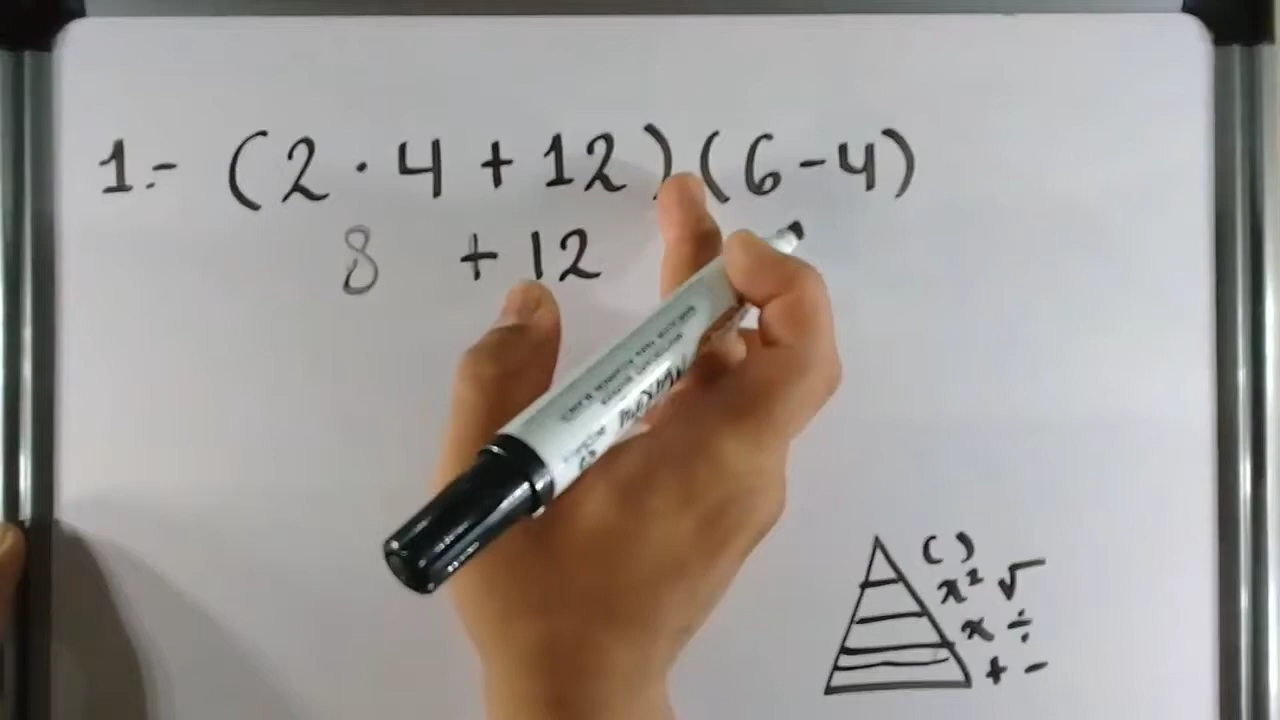 1.- (2 · 4 + 12)(6-4)
8 + 12
( )
x² √
x ÷
+ -